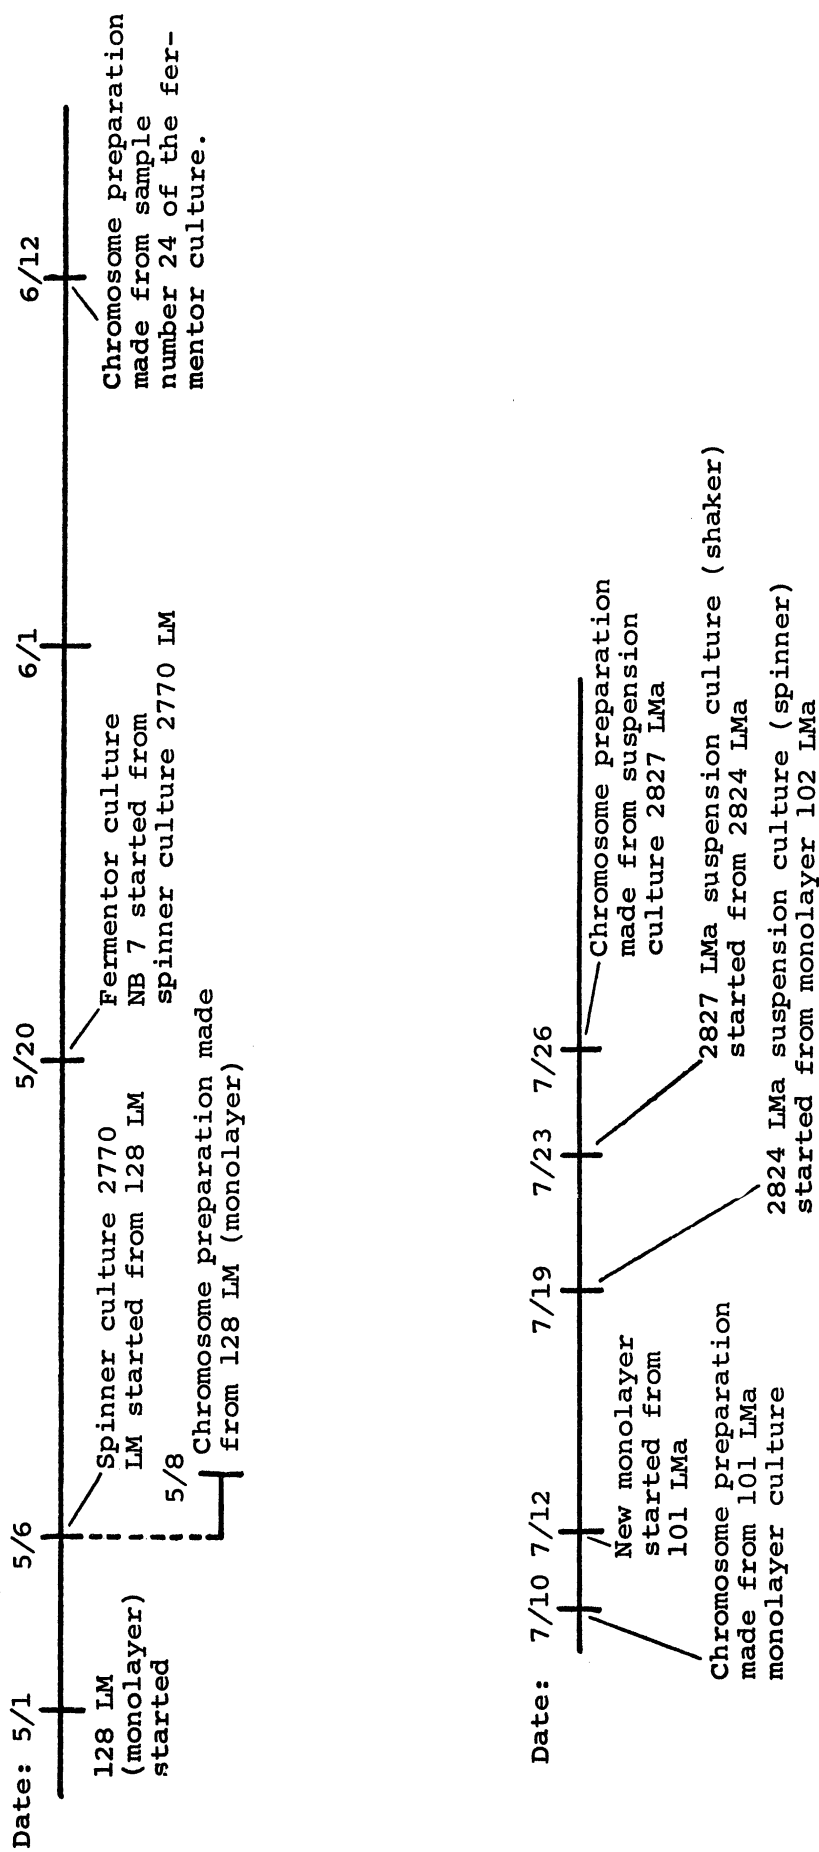 Date: 5/1
5/6
5/20
6/1
6/12
128 LM
(monolayer)
started
Spinner culture 2770
LM started from 128 LM
5/8
Chromosome preparation made
from 128 LM (monolayer)
Fermentor culture
NB 7 started from
spinner culture 2770 LM
Chromosome preparation
made from sample
number 24 of the fer-
mentor culture.
Date: 7/10 7/12
7/19
7/23
7/26
Chromosome preparation
made from 101 LMa
monolayer culture
New monolayer
started from
101 LMa
2824 LMa suspension culture (spinner)
started from monolayer 102 LMa
2827 LMa suspension culture (shaker)
started from 2824 LMa
Chromosome preparation
made from suspension
culture 2827 LMa